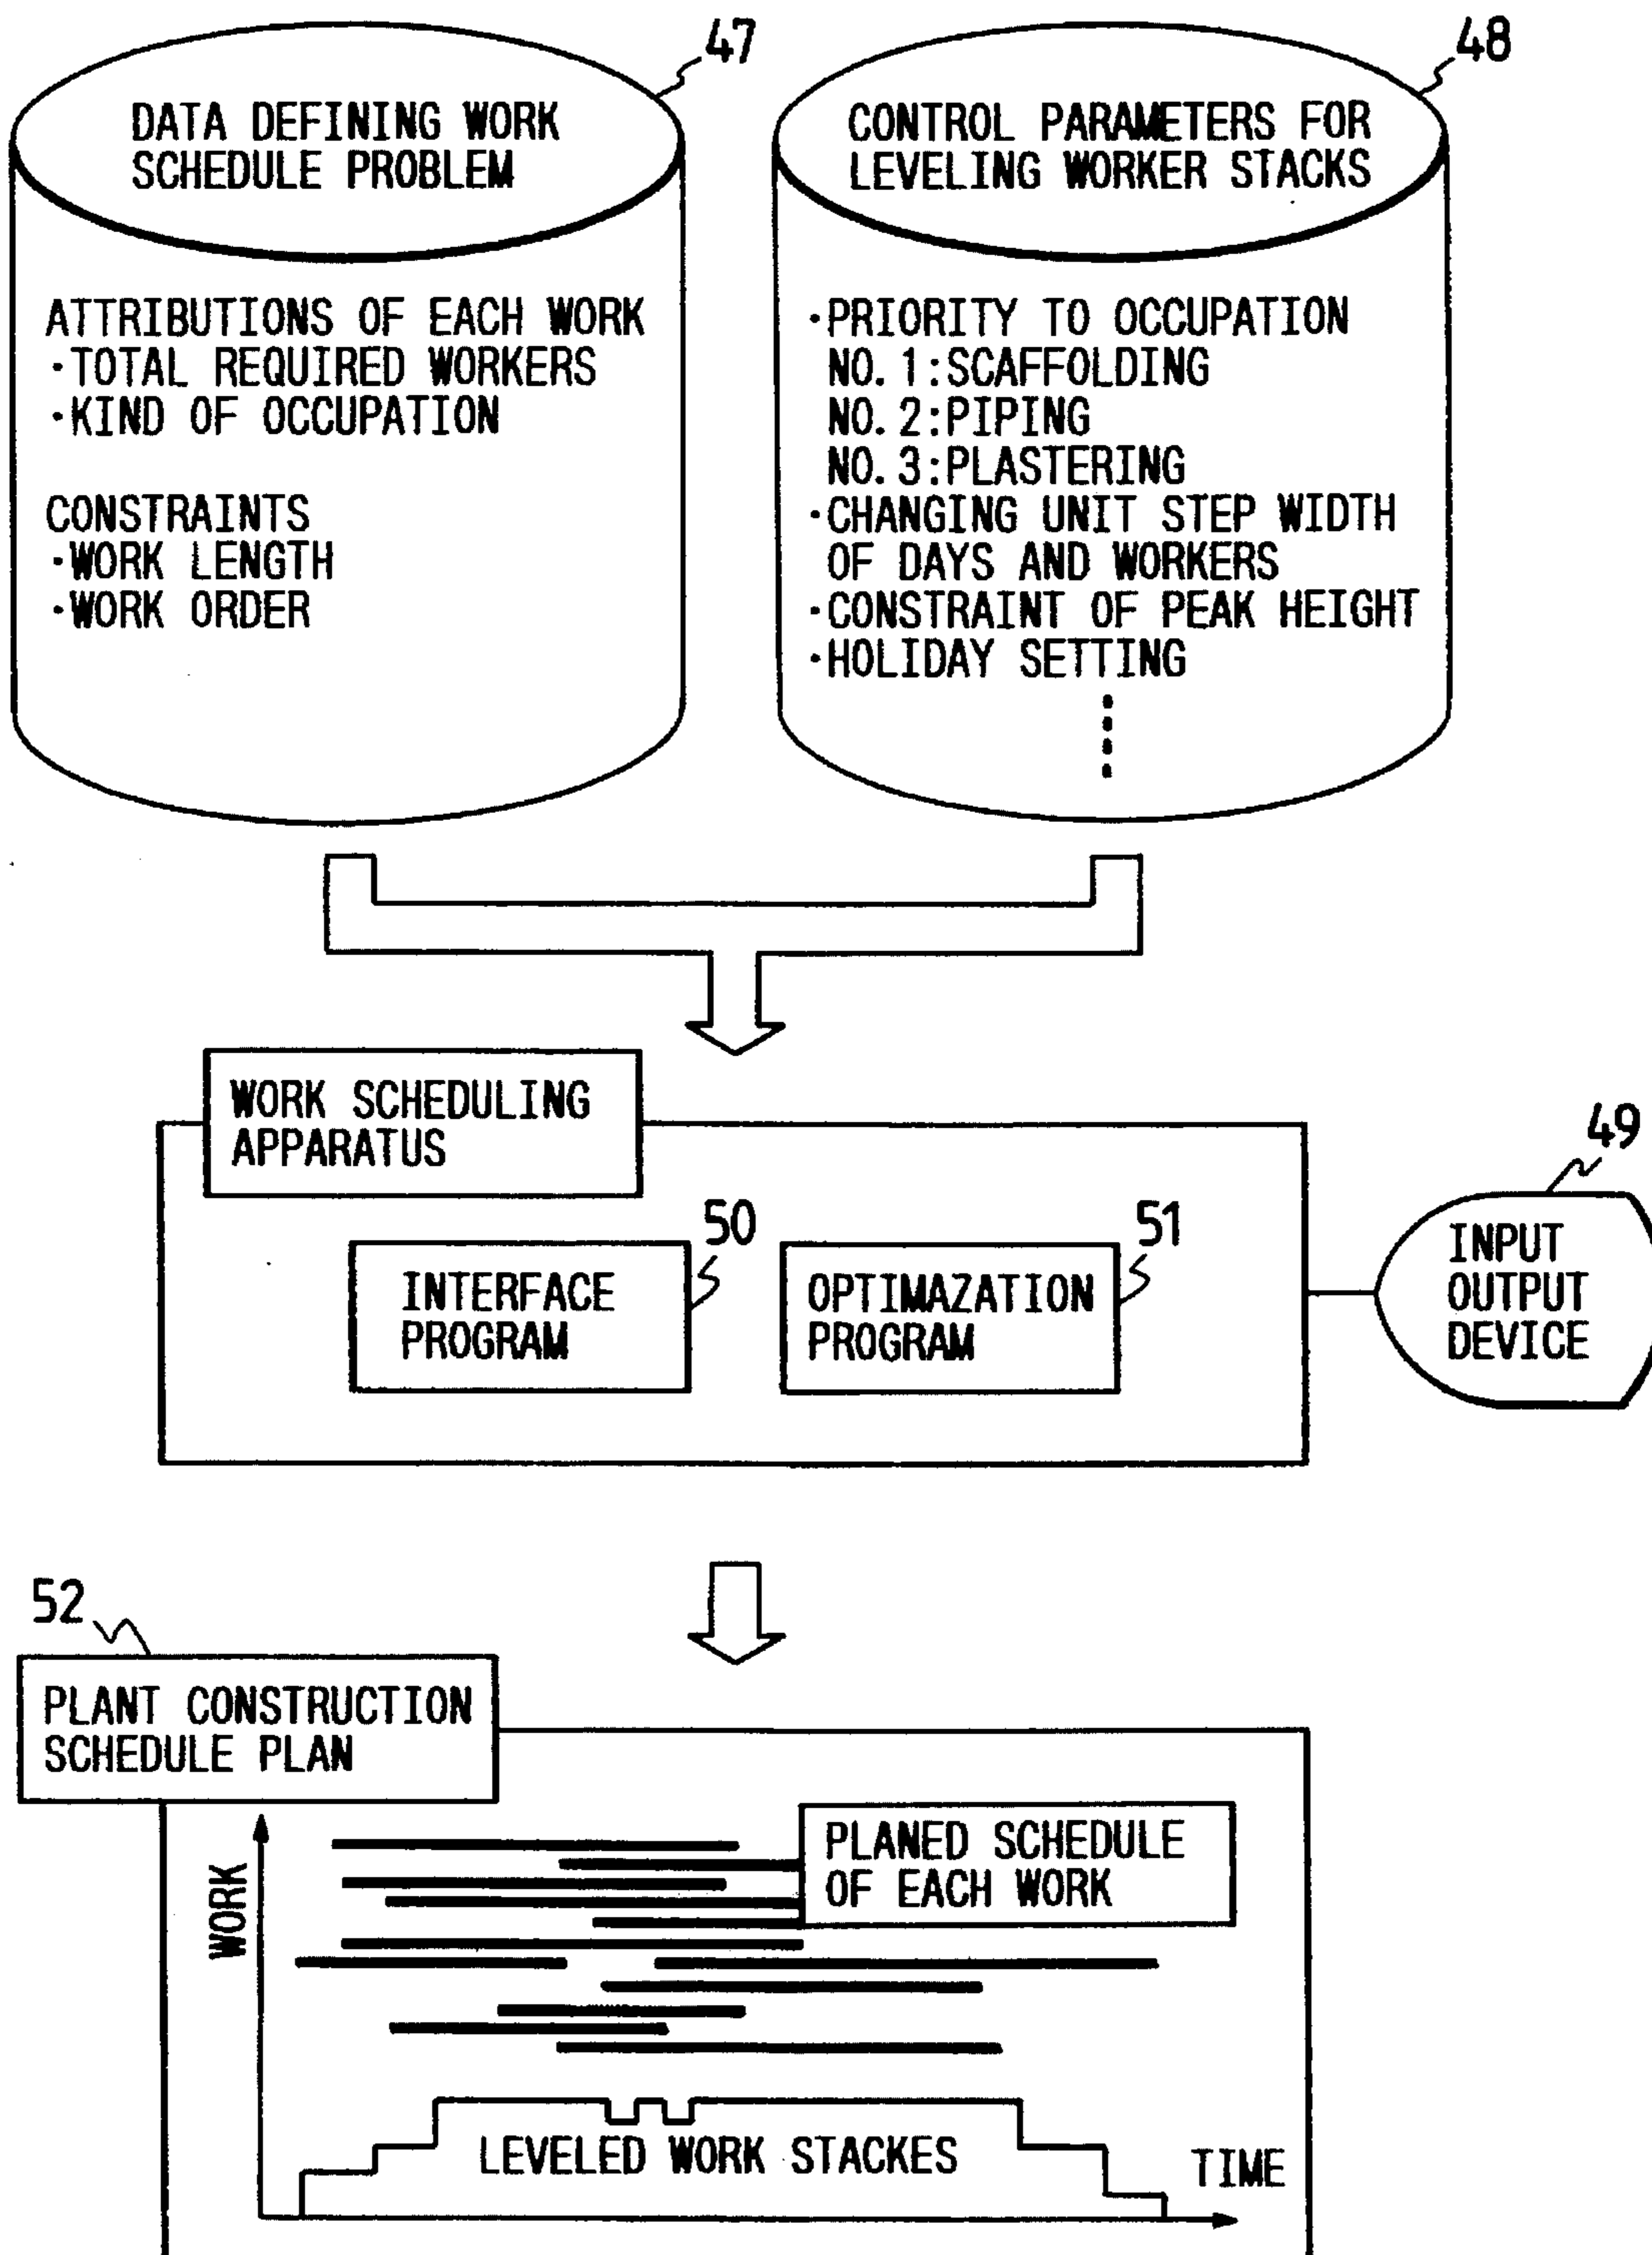 47
DATA DEFINING WORK
SCHEDULE PROBLEM
ATTRIBUTIONS OF EACH WORK
·TOTAL REQUIRED WORKERS
·KIND OF OCCUPATION
CONSTRAINTS
·WORK LENGTH
·WORK ORDER
48
CONTROL PARAMETERS FOR
LEVELING WORKER STACKS
·PRIORITY TO OCCUPATION
NO. 1:SCAFFOLDING
NO. 2:PIPING
NO. 3:PLASTERING
·CHANGING UNIT STEP WIDTH
OF DAYS AND WORKERS
·CONSTRAINT OF PEAK HEIGHT
·HOLIDAY SETTING
WORK SCHEDULING
APPARATUS
50
INTERFACE
PROGRAM
51
OPTIMAZATION
PROGRAM
49
INPUT
OUTPUT
DEVICE
52
PLANT CONSTRUCTION
SCHEDULE PLAN
WORK
PLANED SCHEDULE
OF EACH WORK
LEVELED WORK STACKES
TIME